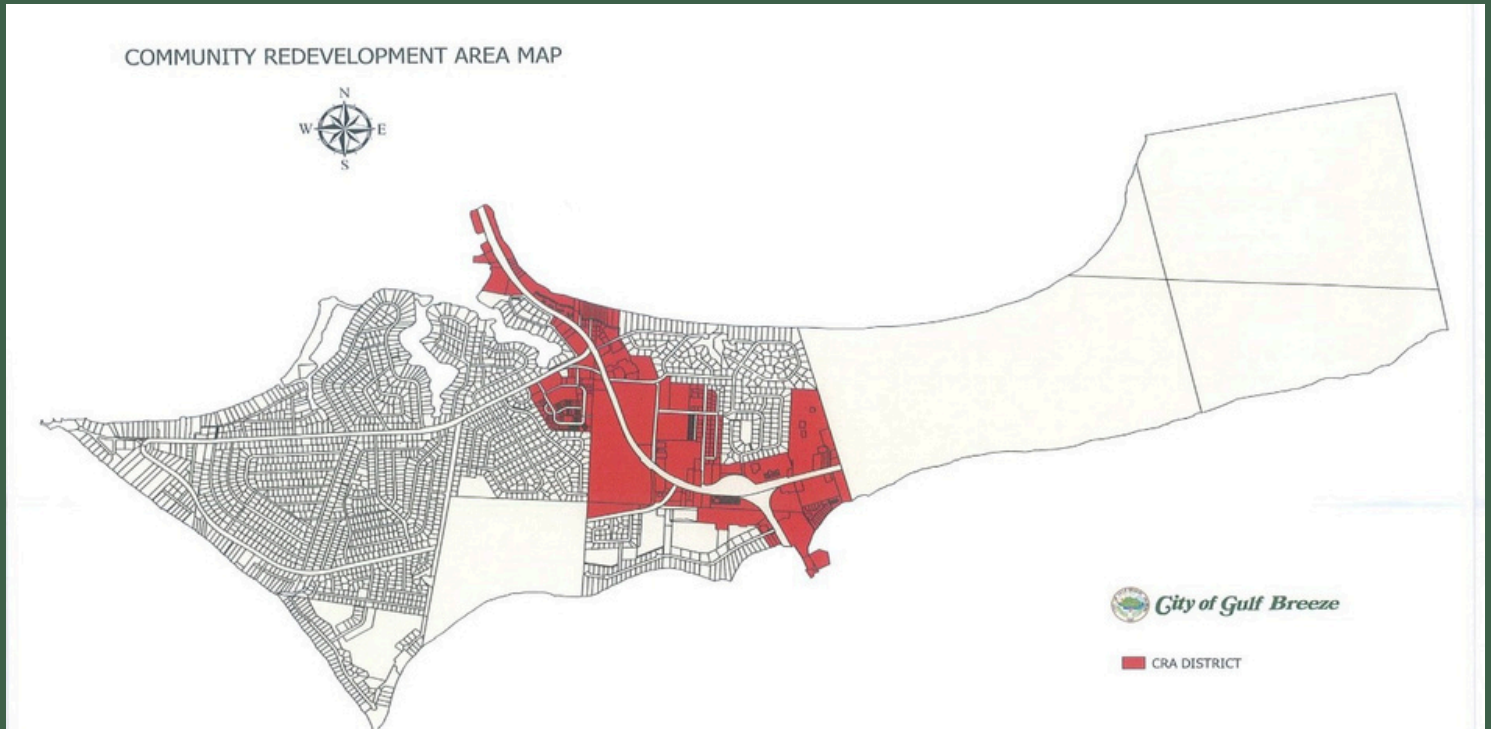 COMMUNITY REDEVELOPMENT AREA MAP
N
W E
S
City of Gulf Breeze
CRA DISTRICT